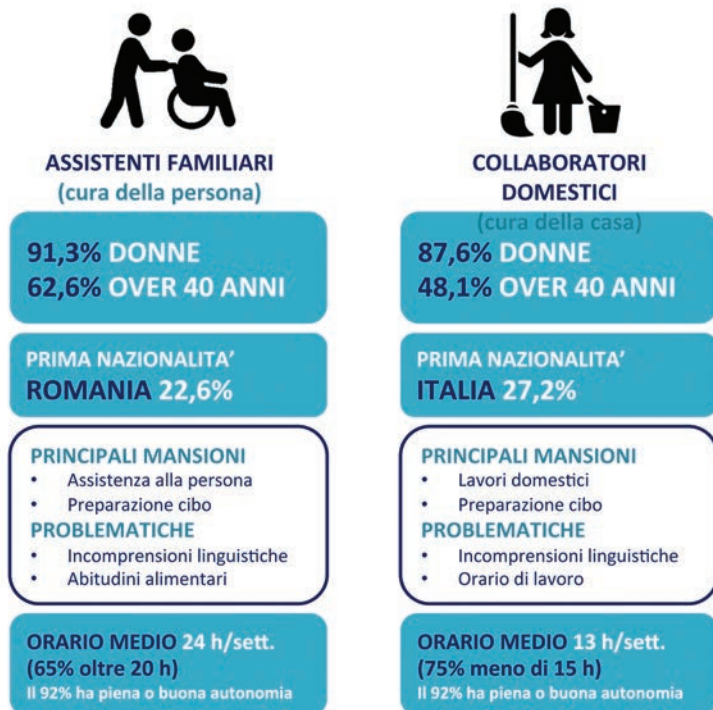 ASSISTENTI FAMILIARI
(cura della persona)
91,3% DONNE
62,6% OVER 40 ANNI
PRIMA NAZIONALITA’
ROMANIA 22,6%
PRINCIPALI MANSIONI
• Assistenza alla persona
• Preparazione cibo
PROBLEMATICHE
• Incomprensioni linguistiche
• Abitudini alimentari
ORARIO MEDIO 24 h/sett.
(65% oltre 20 h)
Il 92% ha piena o buona autonomia
COLLABORATORI
DOMESTICI
(cura della casa)
87,6% DONNE
48,1% OVER 40 ANNI
PRIMA NAZIONALITA’
ITALIA 27,2%
PRINCIPALI MANSIONI
• Lavori domestici
• Preparazione cibo
PROBLEMATICHE
• Incomprensioni linguistiche
• Orario di lavoro
ORARIO MEDIO 13 h/sett.
(75% meno di 15 h)
Il 92% ha piena o buona autonomia